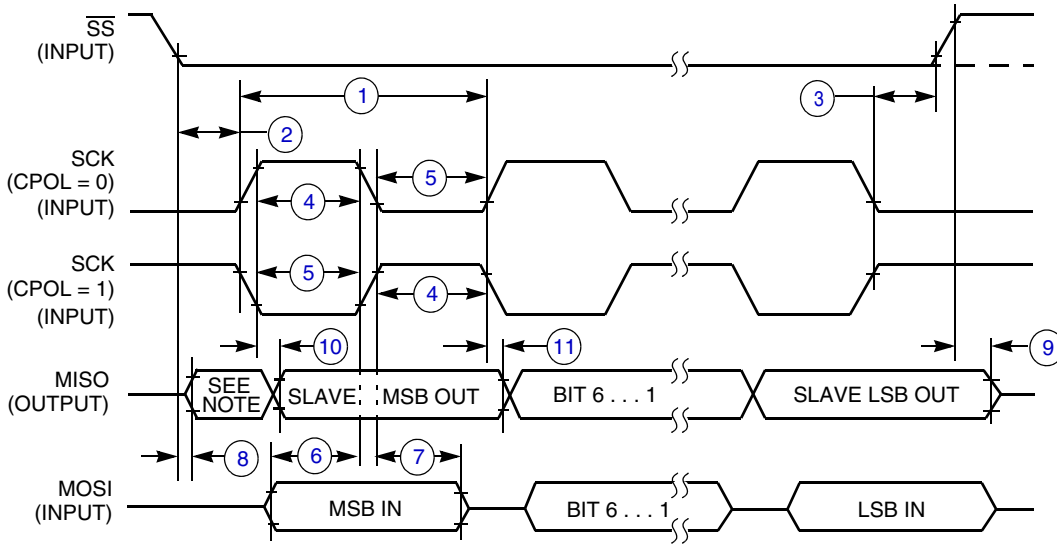 SS
(INPUT)
1
3
2
SCK
(CPOL = 0)
(INPUT)
5
4
SCK
(CPOL = 1)
(INPUT)
5
4
10
11
9
MISO
(OUTPUT)
SEE
NOTE
SLAVE
MSB OUT
BIT 6 . . . 1
SLAVE LSB OUT
8
6
7
MOSI
(INPUT)
MSB IN
BIT 6 . . . 1
LSB IN